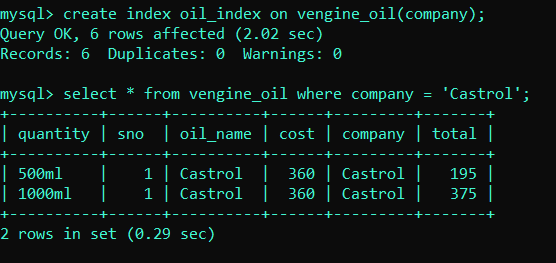 mysql> create index oil_index on vengine_oil(company);
Query OK, 6 rows affected (2.02 sec)
Records: 6  Duplicates: 0  Warnings: 0

mysql> select * from vengine_oil where company = 'Castrol';
+----------+------+-----------+------+---------+-------+
| quantity | sno  | oil_name  | cost | company | total |
+----------+------+-----------+------+---------+-------+
| 500ml    |    1 | Castrol   |  360 | Castrol |   195 |
| 1000ml   |    1 | Castrol   |  360 | Castrol |   375 |
+----------+------+-----------+------+---------+-------+
2 rows in set (0.29 sec)